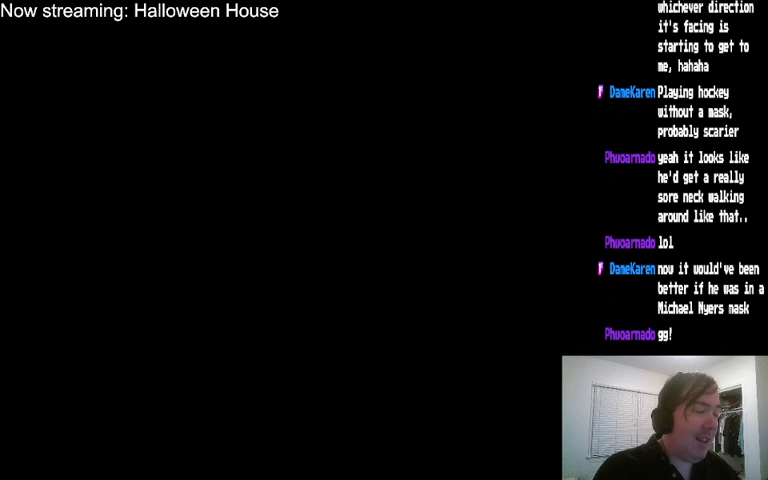 Now streaming: Halloween House
whichever direction
it's facing is
starting to get to
me, hahaha
DameKaren Playing hockey
without a mask,
probably scarier
Phuoarnado yeah it looks like
he'd get a really
sore neck walking
around like that..
Phuoarnado lol
DameKaren now it would've been
better if he was in a
Michael Myers mask
Phuoarnado gg!